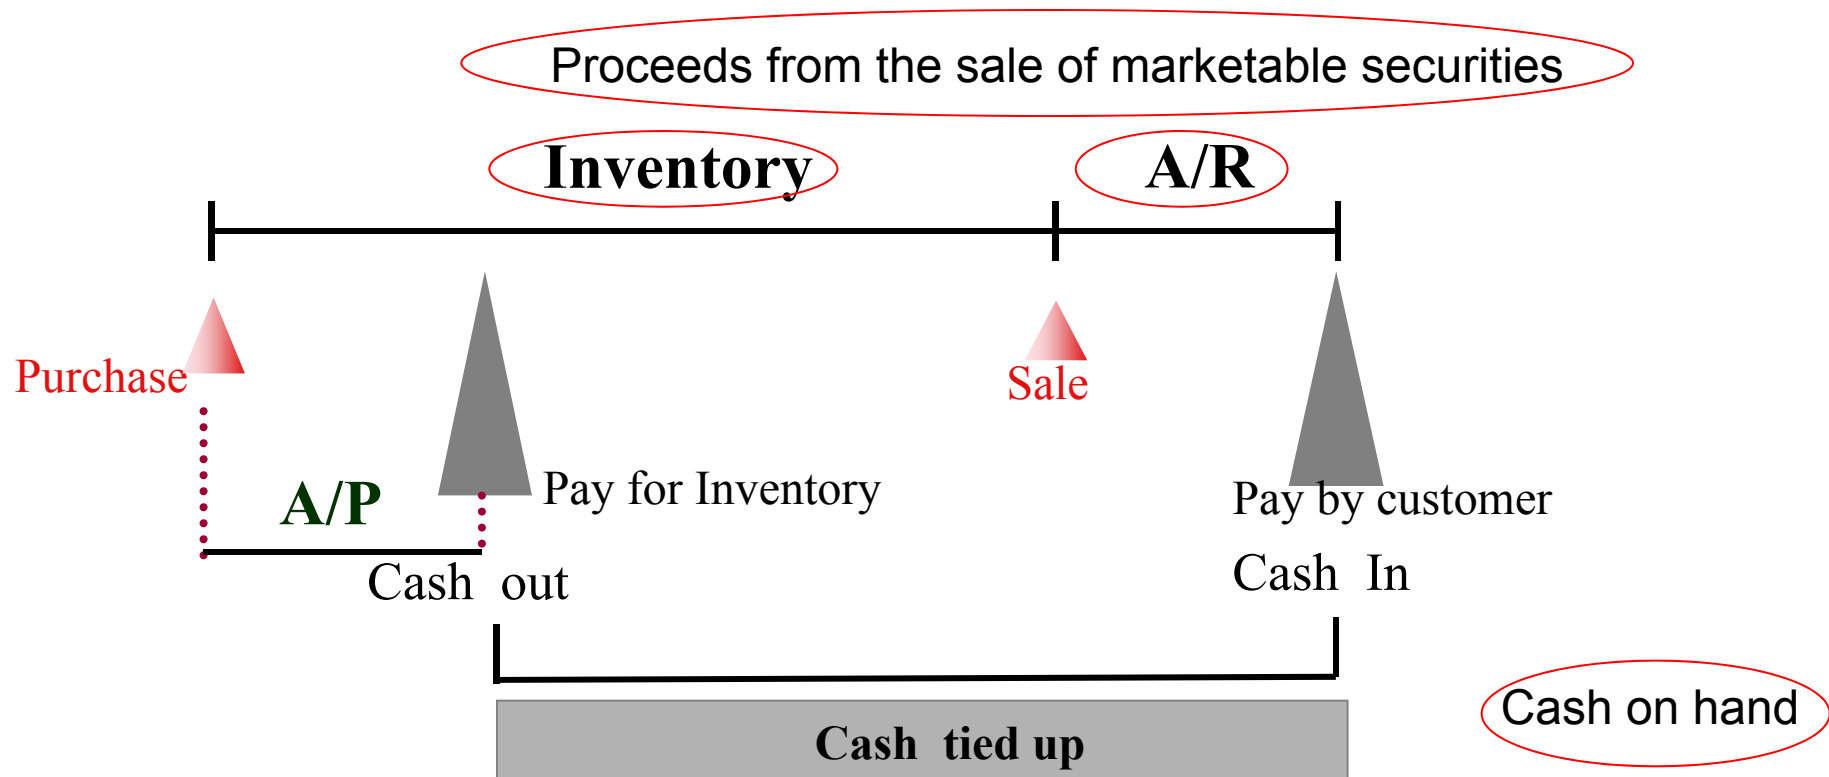 Proceeds from the sale of marketable securities
Inventory
A/R
Purchase
Sale
A/P
Pay for Inventory
Pay by customer
Cash out
Cash In
Cash on hand
Cash tied up